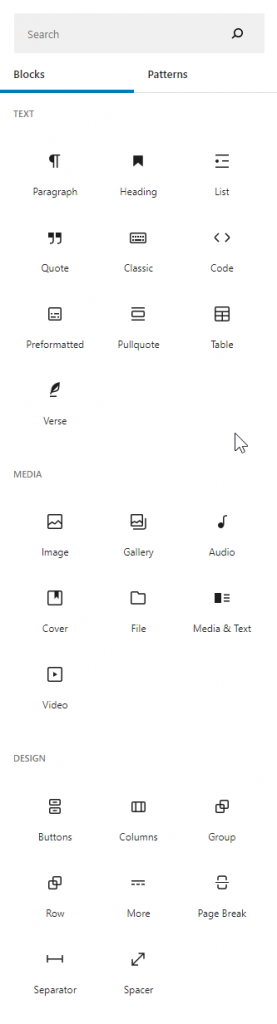 Search
Blocks Patterns
TEXT
Paragraph Heading List
Quote Classic Code
Preformatted Pullquote Table
Verse
MEDIA
Image Gallery Audio
Cover File Media & Text
Video
DESIGN
Buttons Columns Group
Row More Page Break
Separator Spacer